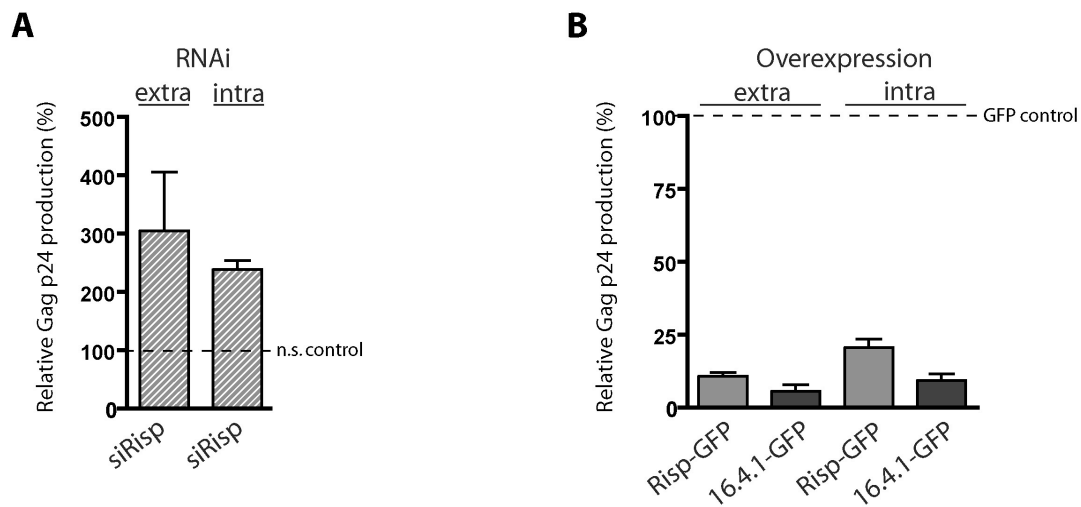 A
RNAi
extra intra
Relative Gag p24 production (%)
500
400
300
200
100
0
n.s. control
siRisp siRisp
B
Overexpression
extra intra
Relative Gag p24 production (%)
100
75
50
25
0
GFP control
Risp-GFP 16.4.1-GFP Risp-GFP 16.4.1-GFP